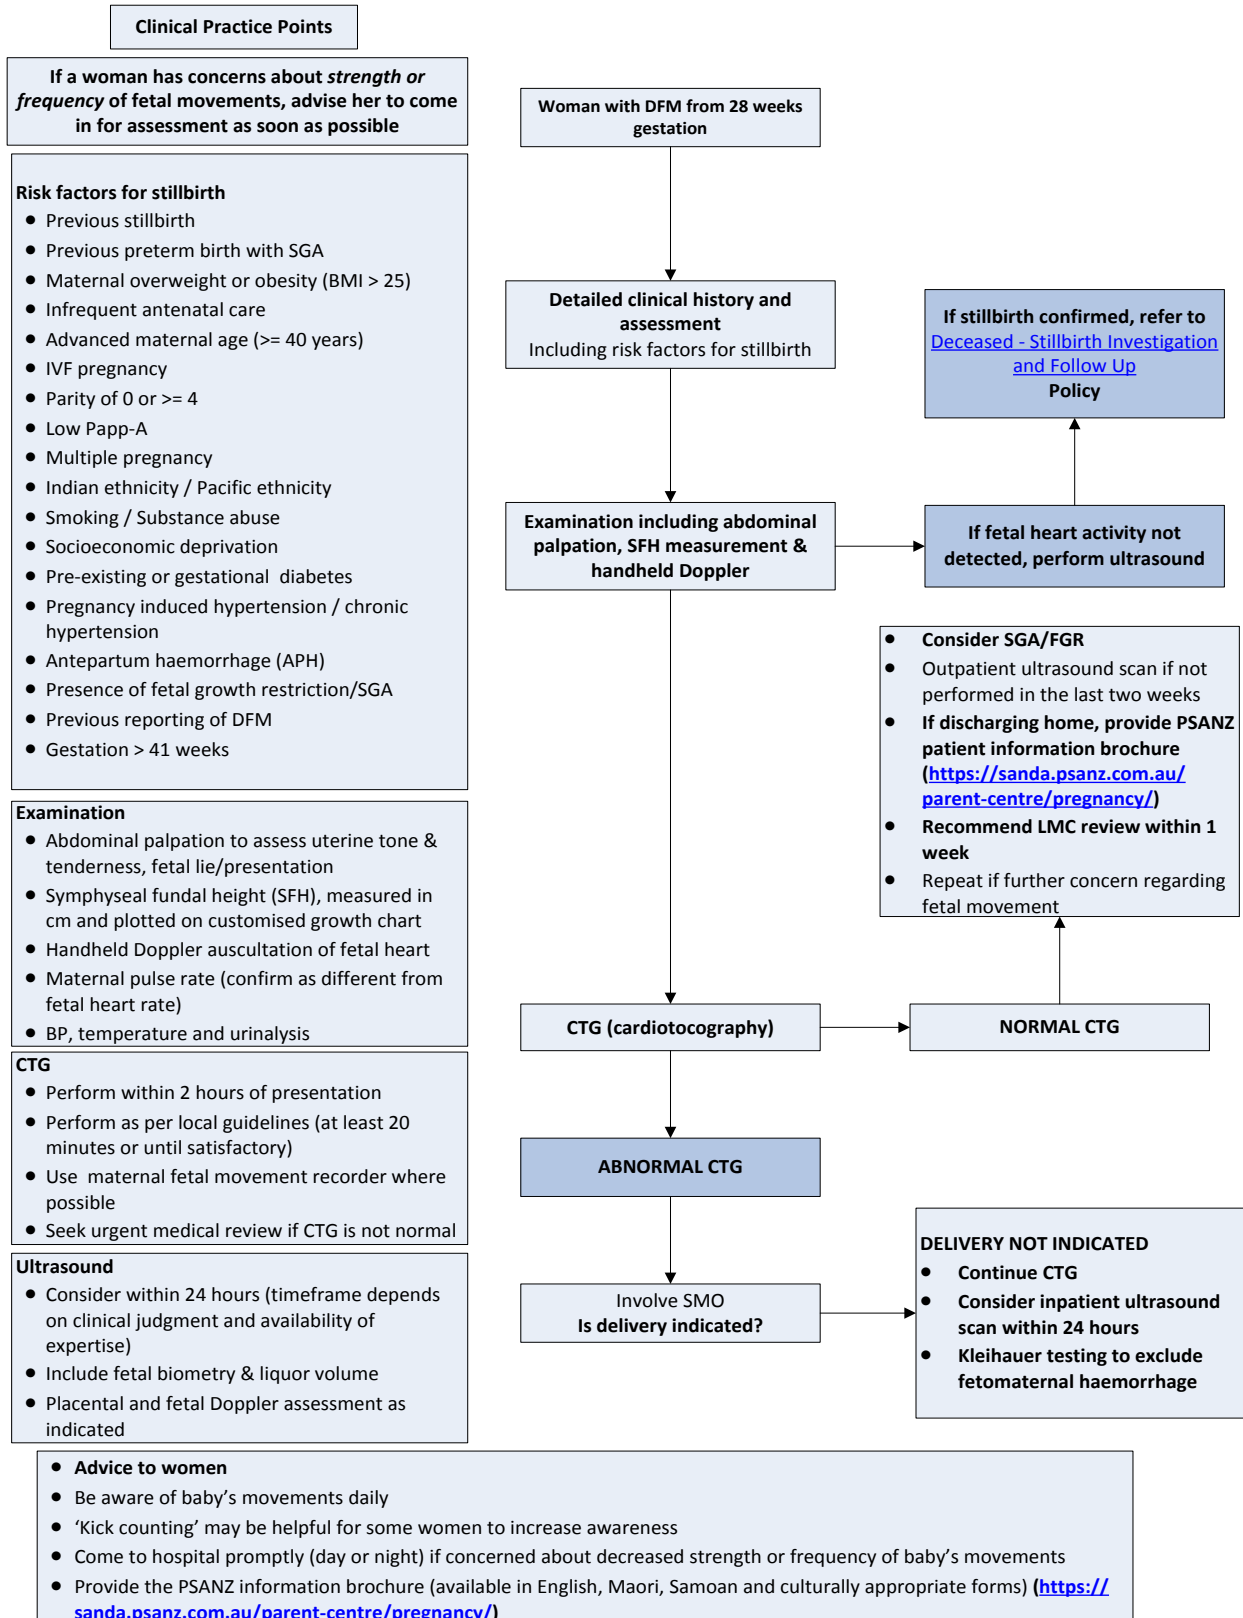 Clinical Practice Points
If a woman has concerns about strength or
frequency of fetal movements, advise her to come
in for assessment as soon as possible
Risk factors for stillbirth
● Previous stillbirth
● Previous preterm birth with SGA
● Maternal overweight or obesity (BMI > 25)
● Infrequent antenatal care
● Advanced maternal age (>= 40 years)
● IVF pregnancy
● Parity of 0 or >= 4
● Low Papp-A
● Multiple pregnancy
● Indian ethnicity / Pacific ethnicity
● Smoking / Substance abuse
● Socioeconomic deprivation
● Pre-existing or gestational  diabetes
● Pregnancy induced hypertension / chronic
hypertension
● Antepartum haemorrhage (APH)
● Presence of fetal growth restriction/SGA
● Previous reporting of DFM
● Gestation > 41 weeks
Examination
● Abdominal palpation to assess uterine tone &
tenderness, fetal lie/presentation
● Symphyseal fundal height (SFH), measured in
cm and plotted on customised growth chart
● Handheld Doppler auscultation of fetal heart
● Maternal pulse rate (confirm as different from
fetal heart rate)
● BP, temperature and urinalysis
CTG
● Perform within 2 hours of presentation
● Perform as per local guidelines (at least 20
minutes or until satisfactory)
● Use  maternal fetal movement recorder where
possible
● Seek urgent medical review if CTG is not normal
Ultrasound
● Consider within 24 hours (timeframe depends
on clinical judgment and availability of
expertise)
● Include fetal biometry & liquor volume
● Placental and fetal Doppler assessment as
indicated
Woman with DFM from 28 weeks
gestation
Detailed clinical history and
assessment
Including risk factors for stillbirth
If stillbirth confirmed, refer to
Deceased - Stillbirth Investigation
and Follow Up
Policy
Examination including abdominal
palpation, SFH measurement &
handheld Doppler
If fetal heart activity not
detected, perform ultrasound
● Consider SGA/FGR
● Outpatient ultrasound scan if not
performed in the last two weeks
● If discharging home, provide PSANZ
patient information brochure
(https://sanda.psanz.com.au/
parent-centre/pregnancy/)
● Recommend LMC review within 1
week
● Repeat if further concern regarding
fetal movement
CTG (cardiotocography)
NORMAL CTG
ABNORMAL CTG
Involve SMO
Is delivery indicated?
DELIVERY NOT INDICATED
● Continue CTG
● Consider inpatient ultrasound
scan within 24 hours
● Kleihauer testing to exclude
fetomaternal haemorrhage
● Advice to women
● Be aware of baby’s movements daily
● ‘Kick counting’ may be helpful for some women to increase awareness
● Come to hospital promptly (day or night) if concerned about decreased strength or frequency of baby’s movements
● Provide the PSANZ information brochure (available in English, Maori, Samoan and culturally appropriate forms) (https://
sanda.psanz.com.au/parent-centre/pregnancy/)